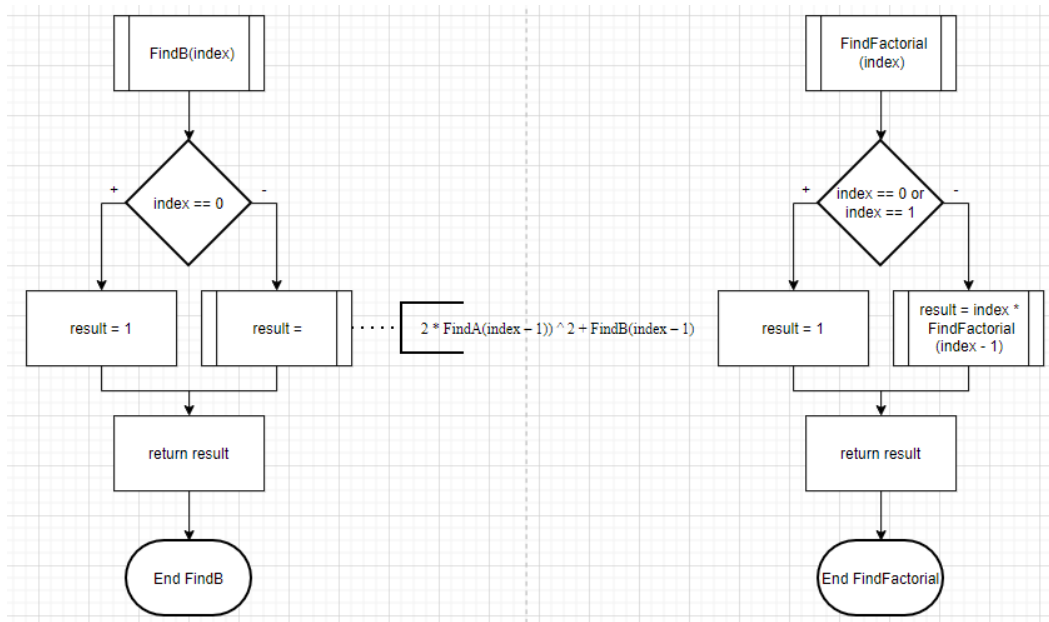 FindB(index)
index == 0
+
-
result = 1
result =
2 * FindA(index – 1)) ^ 2 + FindB(index – 1)
return result
End FindB
FindFactorial
(index)
index == 0 or
index == 1
+
-
result = 1
result = index *
FindFactorial
(index - 1)
return result
End FindFactorial